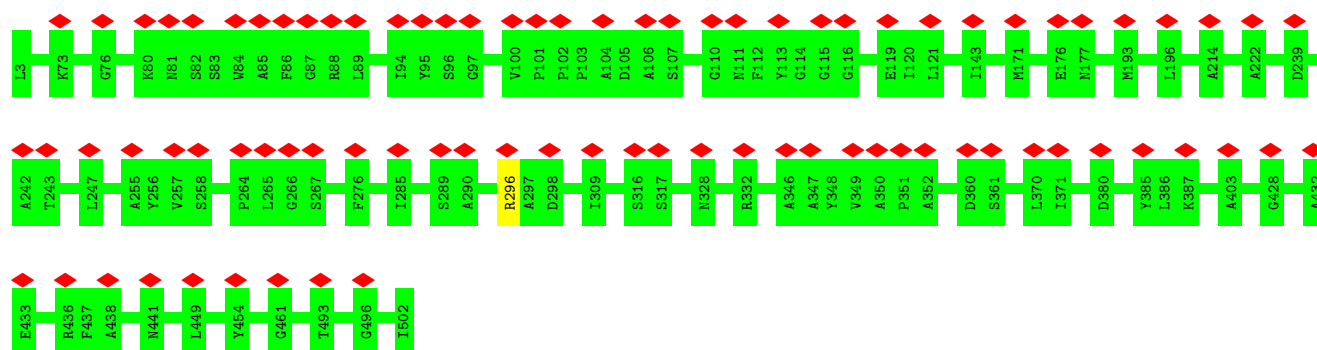 L3 K73 G76 K80 N81 S82 S83 W84 A85 F86 G87 R88 L89 I94 Y95 S96 G97 V100 P101 P102 P103 A104 D105 A106 S107 G110 N111 F112 Y113 G114 G115 G116 E119 I120 L121 I143 M171 E176 N177 M193 L196 A214 A222 D239
A242 T243 L247 A255 Y256 V257 S258 P264 L265 G266 S267 F276 I285 S289 A290 R296 A297 D298 I309 S316 S317 N328 R332 A346 A347 Y348 V349 A350 P351 A352 D360 S361 L370 I371 D380 Y385 L386 K387 A403 G428 A432
E433 R436 F437 A438 N441 L449 Y454 G461 T493 G496 I502